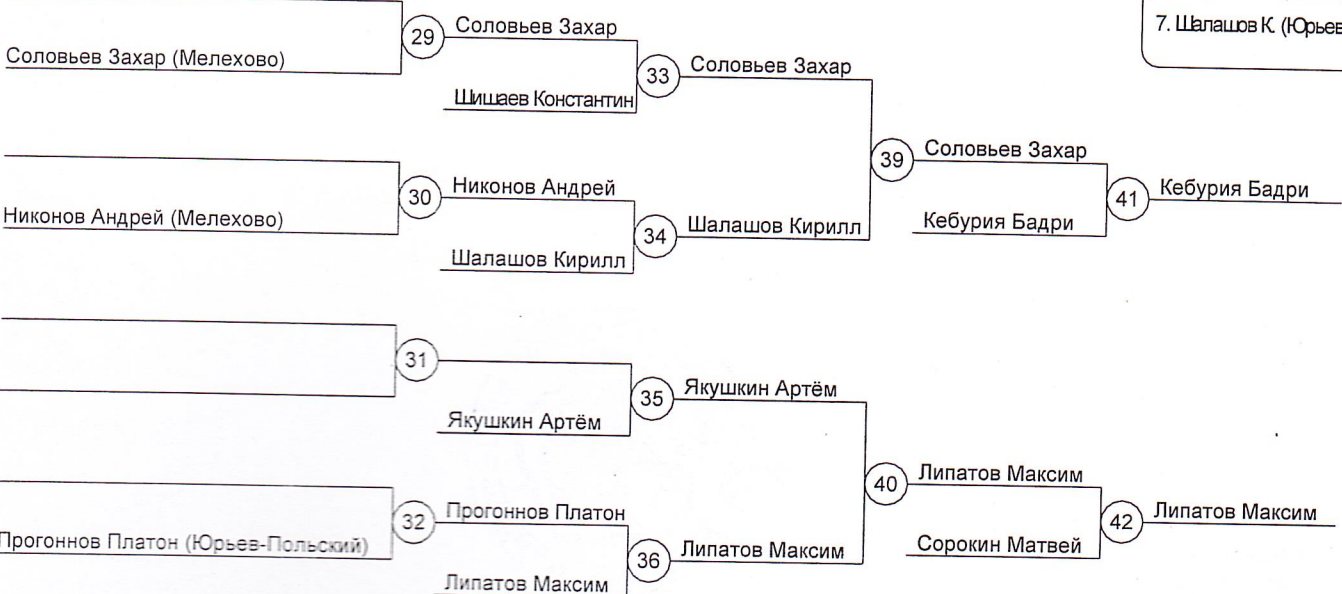 7. Шалашов К. (Юрьев
Соловьев Захар (Мелехово)
29
Соловьев Захар
Шишаев Константин
33
Соловьев Захар
Никонов Андрей (Мелехово)
30
Никонов Андрей
Шалашов Кирилл
34
Шалашов Кирилл
39
Соловьев Захар
Кебурия Бадри
41
Кебурия Бадри
31
Якушкин Артём
35
Якушкин Артём
Прогоннов Платон (Юрьев-Польский)
32
Прогоннов Платон
Липатов Максим
36
Липатов Максим
40
Липатов Максим
Сорокин Матвей
42
Липатов Максим